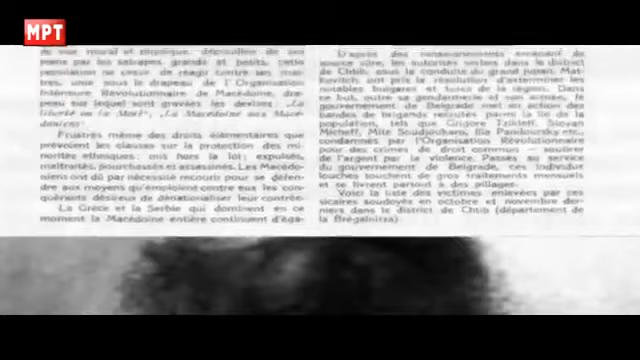 МРТ
de vue moral et physique, dépouillée de ses
biens par les satrapes grands et petits, cette
population ne cesse de réagir contre ses maî-
tres, unie sous le drapeau de l'Organisation
Intérieure Révolutionnaire de Macédoine, dra-
peau sur lequel sont gravées les devises: „La
liberté ou la Mort", „La Macédoine aux Macé-
doniens".
Frustrés même des droits élémentaires que
prévoient les clauses sur la protection des mi-
norités ethniques; mis hors la loi; expulsés,
maltraités, pourchassés et assassinés. Les Macédo-
niens ont dû par nécessité recourir pour se défen-
dre aux moyens qu'emploient contre eux les con-
quérants désireux de dénationaliser leur contrée.
La Grèce et la Serbie qui dominent en ce
moment la Macédoine entière continuent d'éga-
D'après des renseignements émanant de
source sûre, les autorités serbes dans le district
de Chtib, sous la conduite du grand joupan, Mat-
kovitch, ont pris la résolution d'exterminer les
notables bulgares et turcs de la région. Dans
ce but, outre sa gendarmerie et son armée, le
gouvernement de Belgrade met en action des
bandes de brigands recrutés parmi la lie de la
population, tels que Grigore Tzikleff, Stoyan
Micheff, Mite Soudjoukaro, Ilia Pandoursky etc.,
condamnés par l'Organisation Révolutionnaire
pour des crimes de droit commun — soutirer
de l'argent par la violence. Passés au service
du gouvernement de Belgrade, ces individus
louches touchent de gros traitements mensuels
et se livrent partout à des pillages.
Voici la liste des victimes enlevées par ces
sicaires soudoyés en octobre et novembre der-
niers dans le district de Chtib (département de
la Brégalnitza)